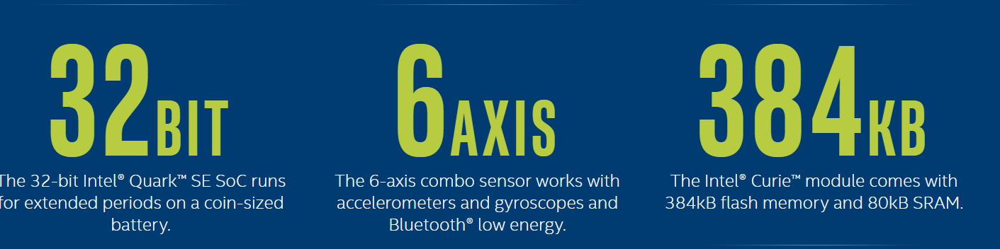 32BIT
The 32-bit Intel® Quark™ SE SoC runs
for extended periods on a coin-sized
battery.
6AXIS
The 6-axis combo sensor works with
accelerometers and gyroscopes and
Bluetooth® low energy.
384KB
The Intel® Curie™ module comes with
384kB flash memory and 80kB SRAM.